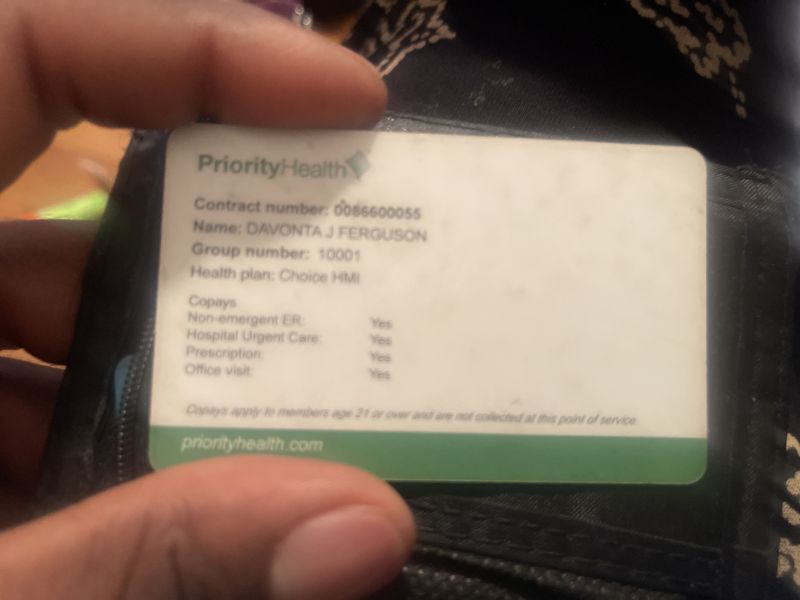 PriorityHealth
Contract number: 0086600055
Name: DAVONTA J FERGUSON
Group number: 10001
Health plan: Choice HMI
Copays
Non-emergent ER: Yes
Hospital Urgent Care: Yes
Prescription: Yes
Office visit: Yes
Copays apply to members age 21 or over and are not collected at this point of service.
priorityhealth.com